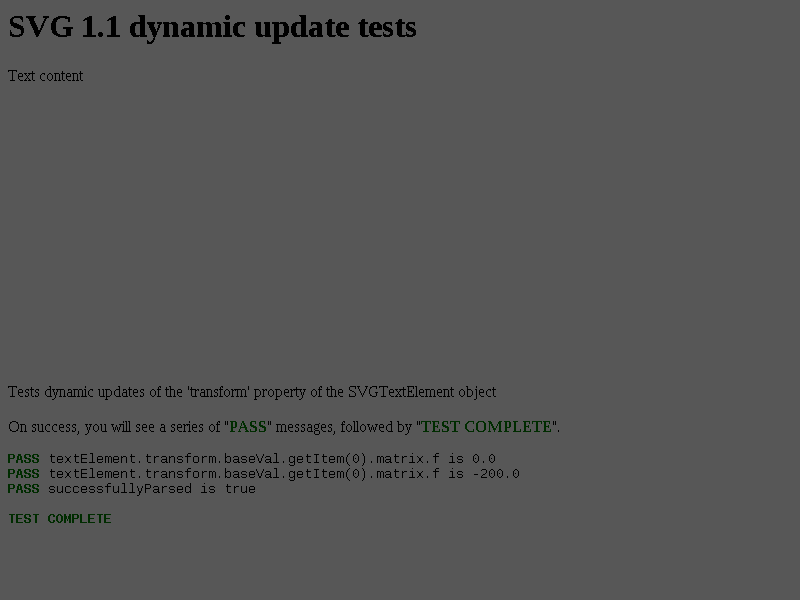 SVG 1.1 dynamic update tests
Text content
Tests dynamic updates of the 'transform' property of the SVGTextElement object
On success, you will see a series of "PASS" messages, followed by "TEST COMPLETE".
PASS textElement.transform.baseVal.getItem(0).matrix.f is 0.0
PASS textElement.transform.baseVal.getItem(0).matrix.f is -200.0
PASS successfullyParsed is true
TEST COMPLETE